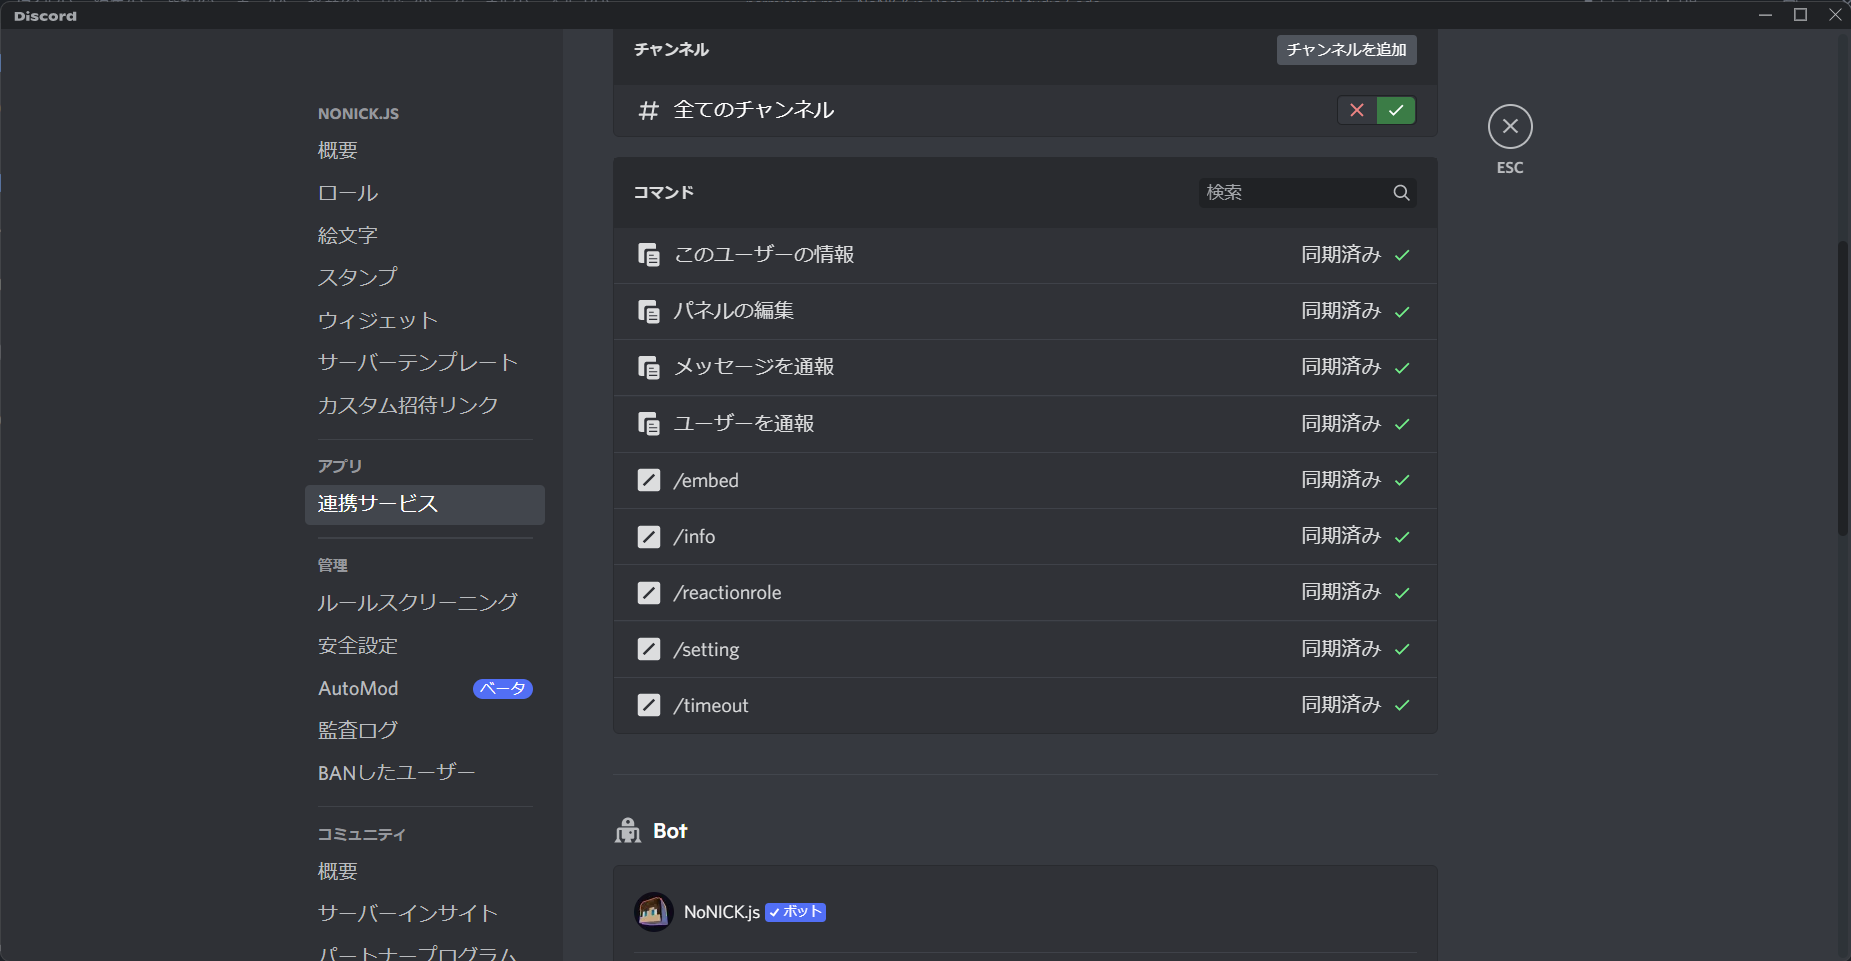 Discord
NONICK.JS
概要
ロール
絵文字
スタンプ
ウィジェット
サーバーテンプレート
カスタム招待リンク
アプリ
連携サービス
管理
ルールスクリーニング
安全設定
AutoMod ベータ
監査ログ
BANしたユーザー
コミュニティ
概要
サーバーインサイト
パートナープログラム
チャンネル チャンネルを追加
全てのチャンネル
コマンド 検索
このユーザーの情報 同期済み
パネルの編集 同期済み
メッセージを通報 同期済み
ユーザーを通報 同期済み
/embed 同期済み
/info 同期済み
/reactionrole 同期済み
/setting 同期済み
/timeout 同期済み
Bot
NoNICK.js ボット
ESC